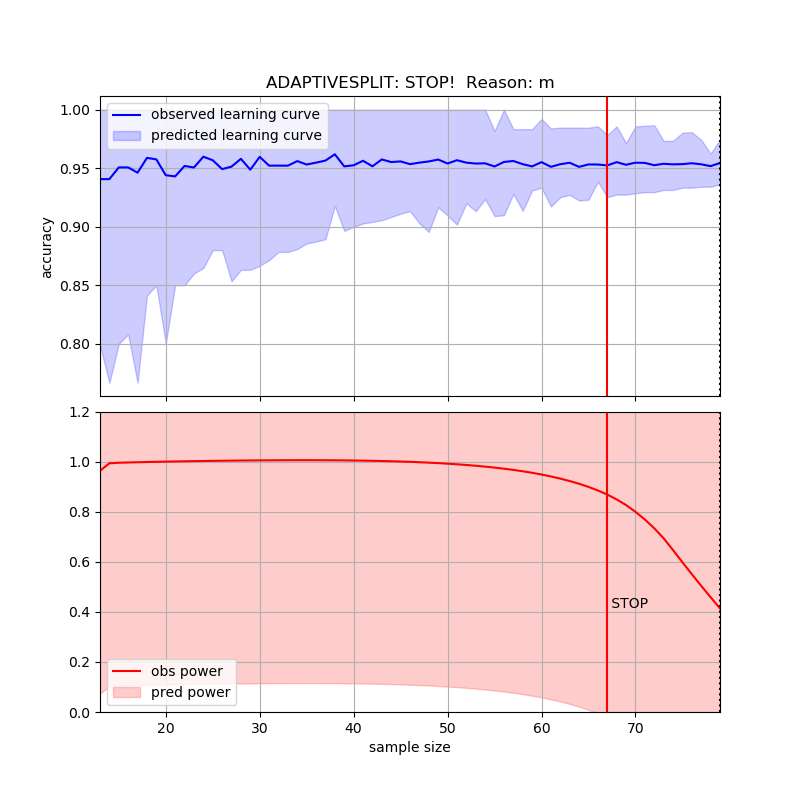 ADAPTIVESPLIT: STOP!  Reason: m
observed learning curve
predicted learning curve
1.00
0.95
0.90
0.85
0.80
accuracy
1.2
1.0
0.8
0.6
0.4
0.2
0.0
STOP
obs power
pred power
20 30 40 50 60 70
sample size